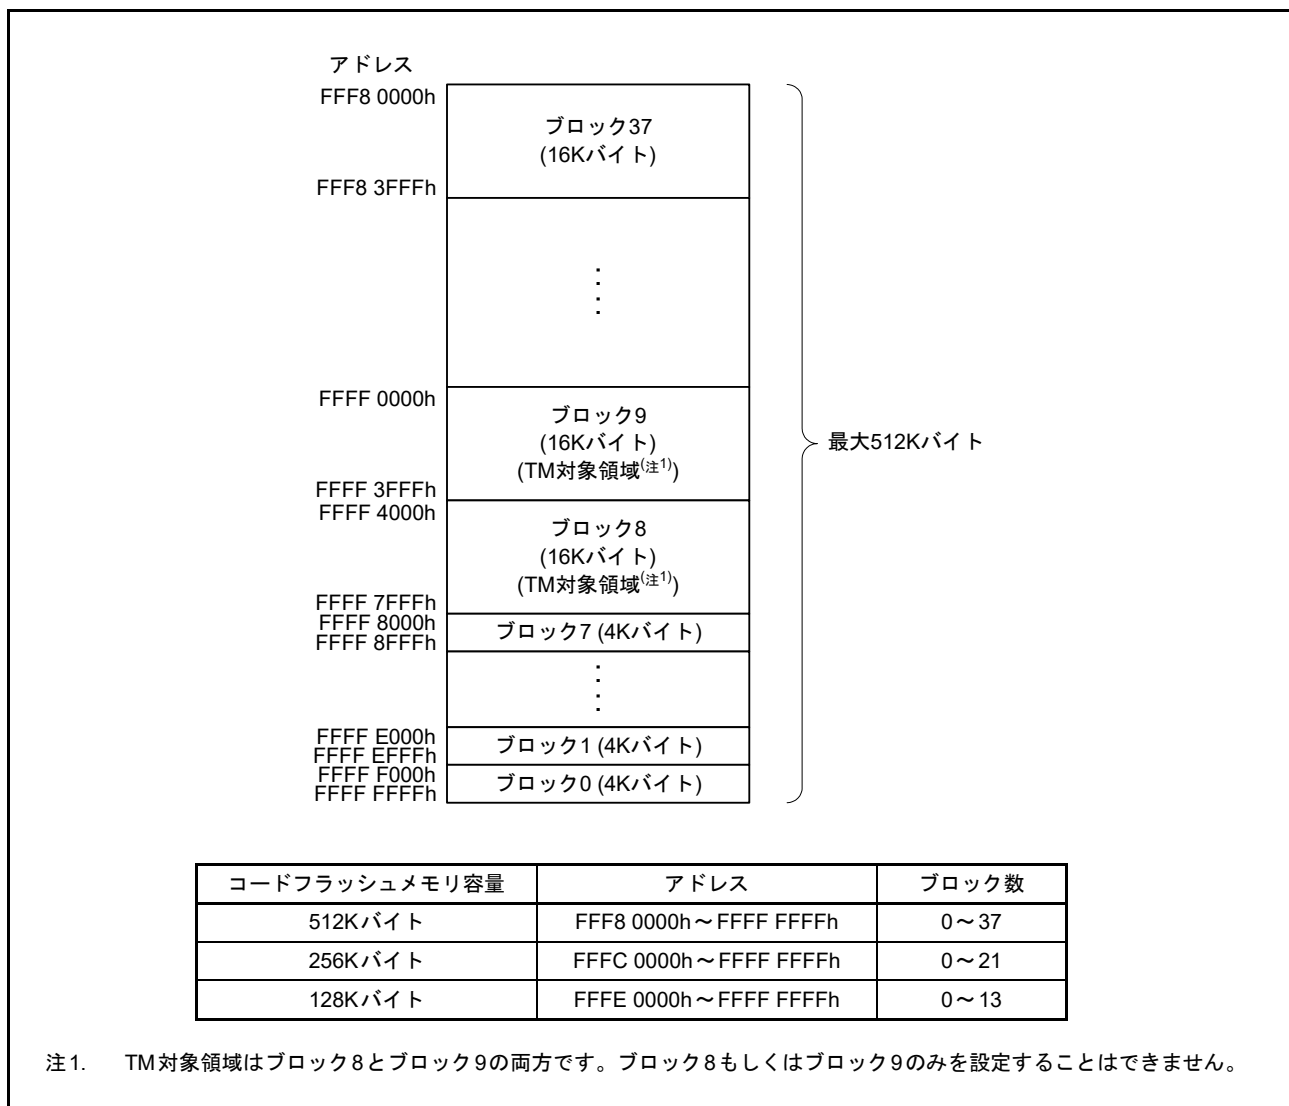 アドレス
FFF8 0000h
ブロック37
(16Kバイト)
FFF8 3FFFh
FFFF 0000h
ブロック9
(16Kバイト)
(TM対象領域(注1))
FFFF 3FFFh
FFFF 4000h
ブロック8
(16Kバイト)
(TM対象領域(注1))
FFFF 7FFFh
FFFF 8000h
ブロック7 (4Kバイト)
FFFF 8FFFh
FFFF E000h
ブロック1 (4Kバイト)
FFFF EFFFh
FFFF F000h
ブロック0 (4Kバイト)
FFFF FFFFh
最大512Kバイト
コードフラッシュメモリ容量 アドレス ブロック数
512Kバイト FFF8 0000h～FFFF FFFFh 0～37
256Kバイト FFFC 0000h～FFFF FFFFh 0～21
128Kバイト FFFE 0000h～FFFF FFFFh 0～13
注1. TM対象領域はブロック8とブロック9の両方です。ブロック8もしくはブロック9のみを設定することはできません。